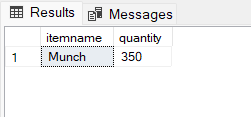 Results Messages
itemname quantity
1 Munch 350